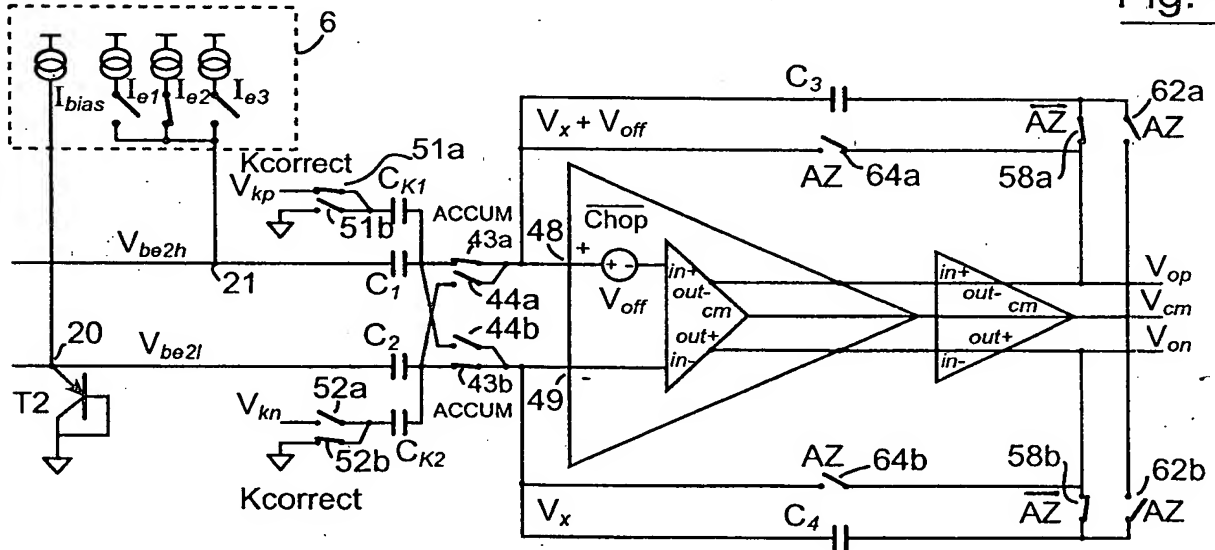 Fig.
6
I_bias I_e1 I_e2 I_e3
C_3
62a
V_x + V_off
AZ
AZ
64a
AZ
58a
Kcorrect
51a
V_kp
C_K1
51b
ACCUM
43a
48
Chop
+
+ -
V_off
V_be2h
21
C_1
44a
in+
out-
cm
out+
in-
in+
out-
cm
out+
in-
V_op
V_cm
V_on
44b
20
V_be2l
C_2
43b
49
-
T2
V_kn
52a
ACCUM
52b
C_K2
Kcorrect
AZ
64b
58b
62b
V_x
C_4
AZ
AZ